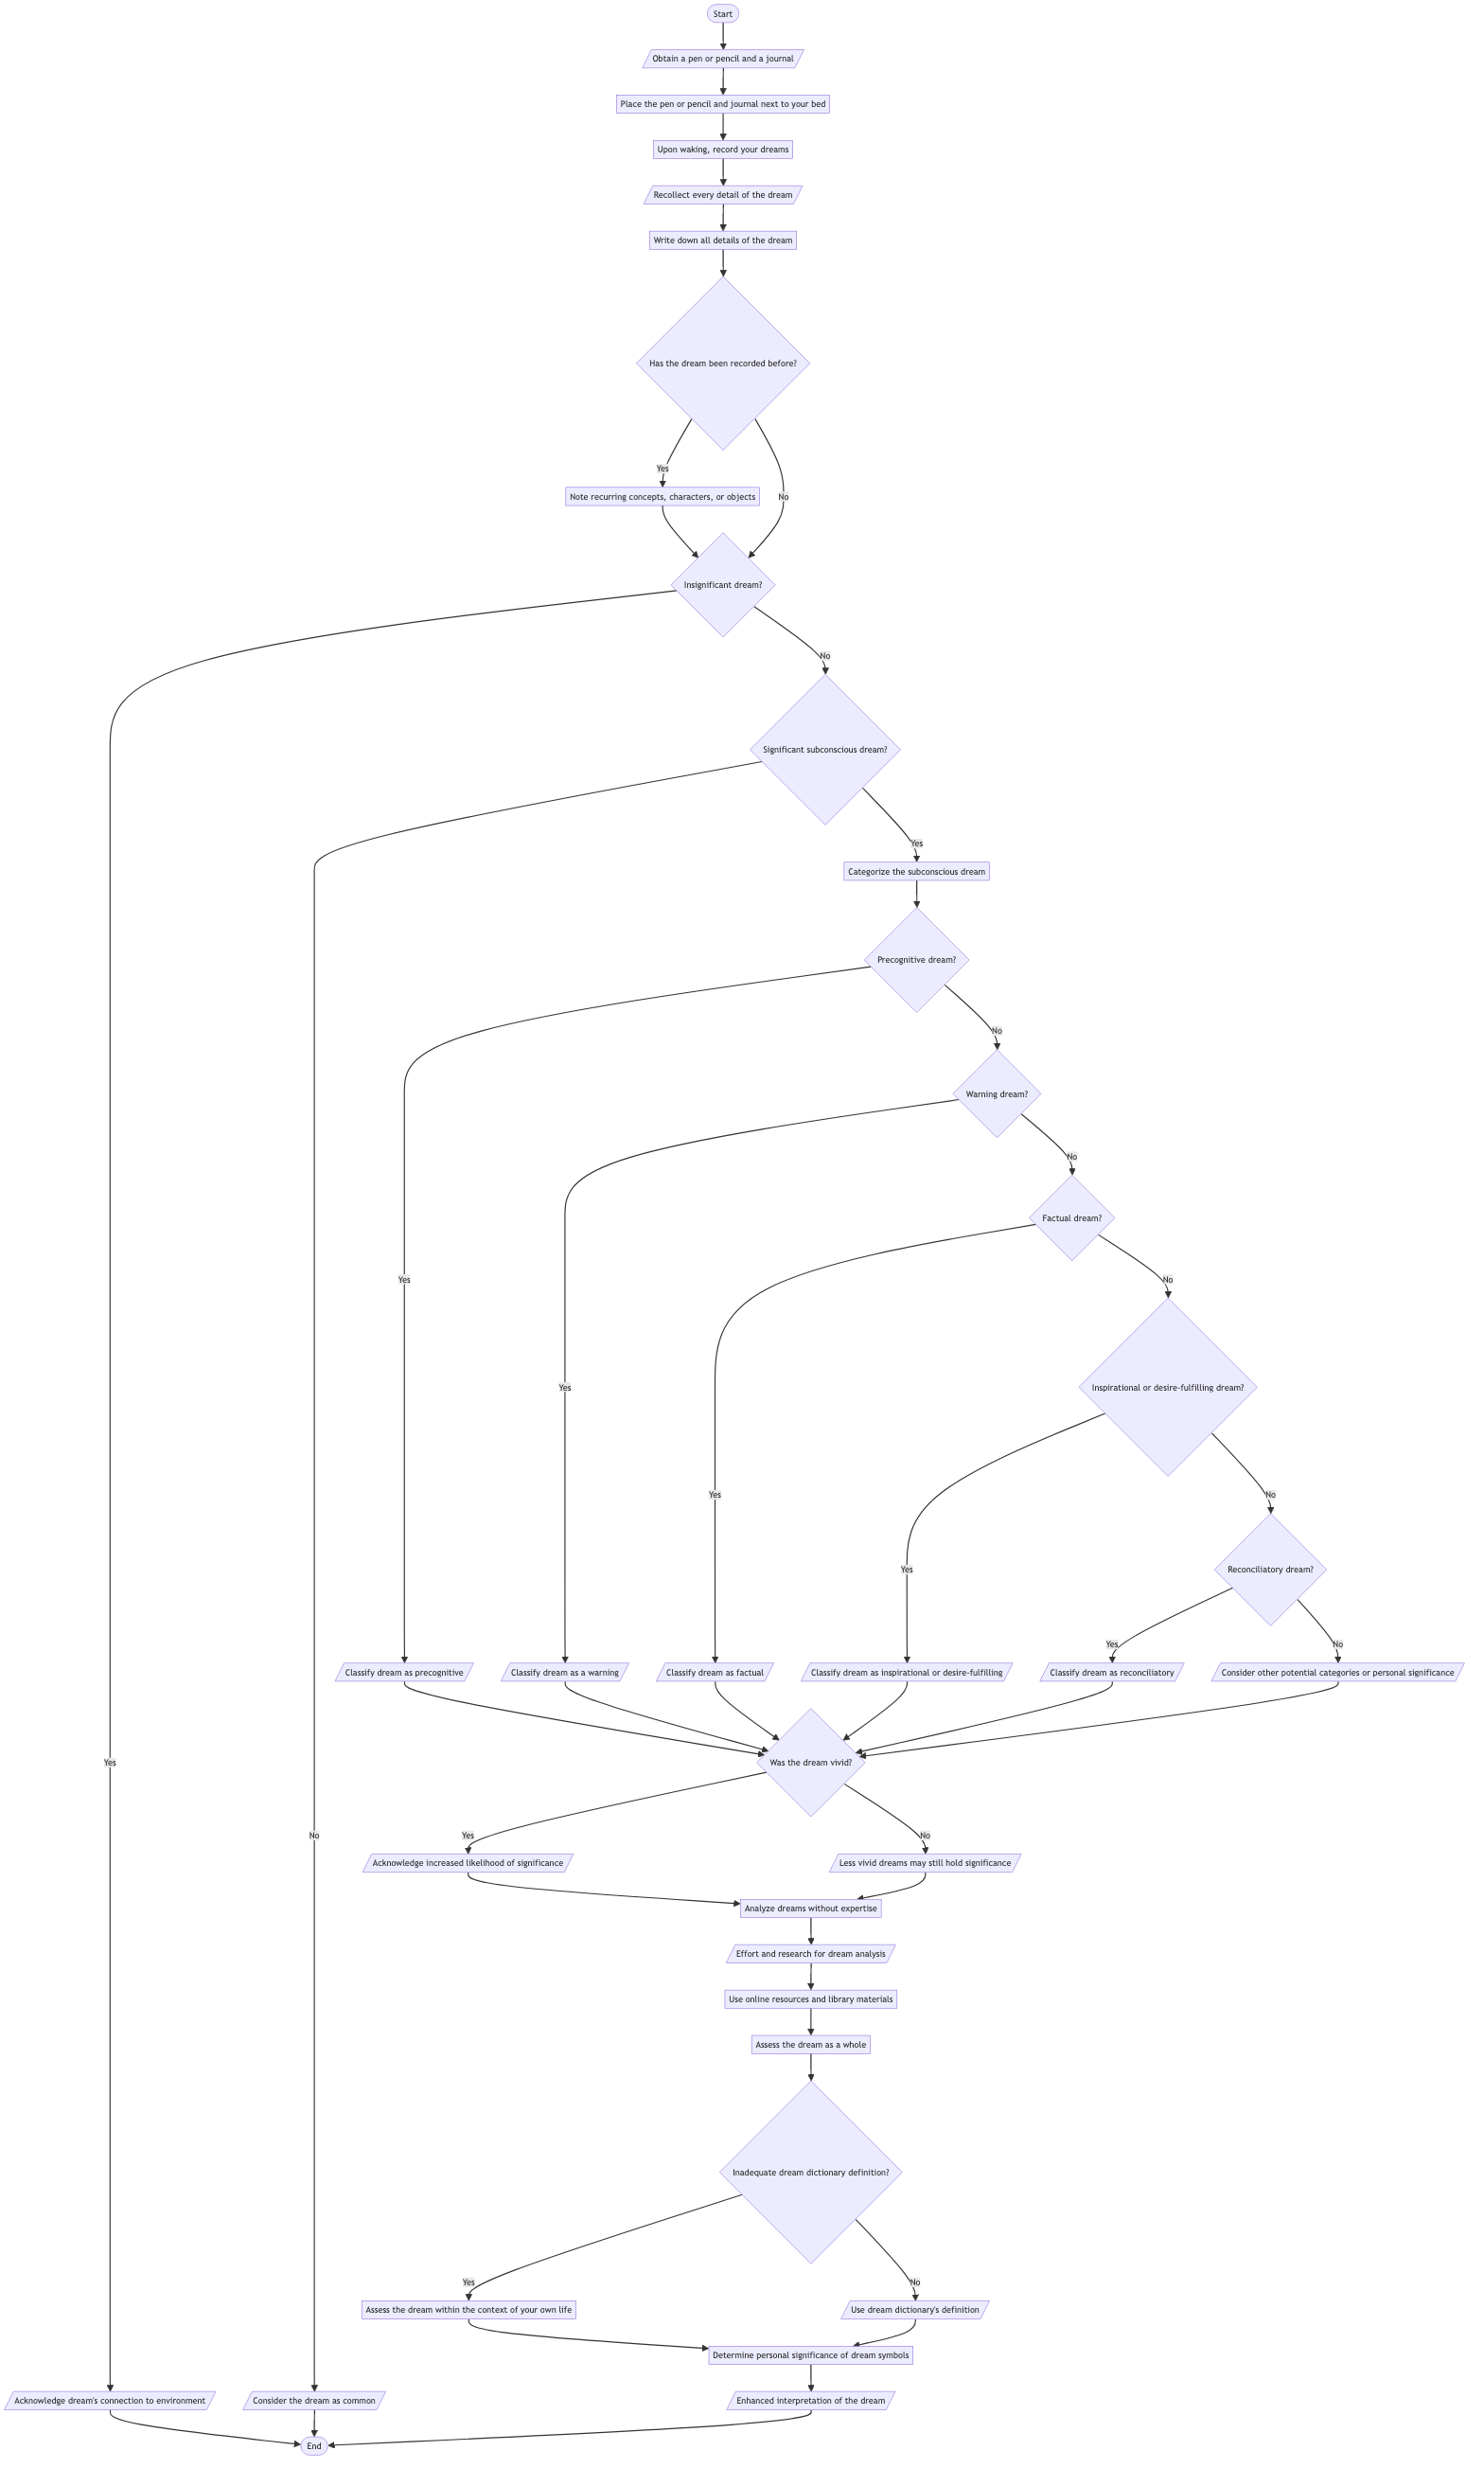 Start
Obtain a pen or pencil and a journal
Place the pen or pencil and journal next to your bed
Upon waking, record your dreams
Recollect every detail of the dream
Write down all details of the dream
Has the dream been recorded before?
Yes
Note recurring concepts, characters, or objects
No
Insignificant dream?
No
Significant subconscious dream?
Yes
Categorize the subconscious dream
Precognitive dream?
No
Warning dream?
No
Factual dream?
No
Yes
Inspirational or desire-fulfilling dream?
Yes
Yes
No
Yes
Reconciliatory dream?
Yes
No
Classify dream as precognitive
Classify dream as a warning
Classify dream as factual
Classify dream as inspirational or desire-fulfilling
Classify dream as reconciliatory
Consider other potential categories or personal significance
Yes
Was the dream vivid?
No
Yes
No
Acknowledge increased likelihood of significance
Less vivid dreams may still hold significance
Analyze dreams without expertise
Effort and research for dream analysis
Use online resources and library materials
Assess the dream as a whole
Inadequate dream dictionary definition?
Yes
No
Assess the dream within the context of your own life
Use dream dictionary's definition
Determine personal significance of dream symbols
Acknowledge dream's connection to environment
Consider the dream as common
Enhanced interpretation of the dream
End